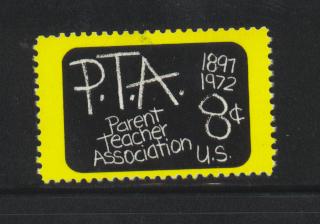 P.T.A. 1897
1972
8¢
Parent
Teacher
Association U.S.